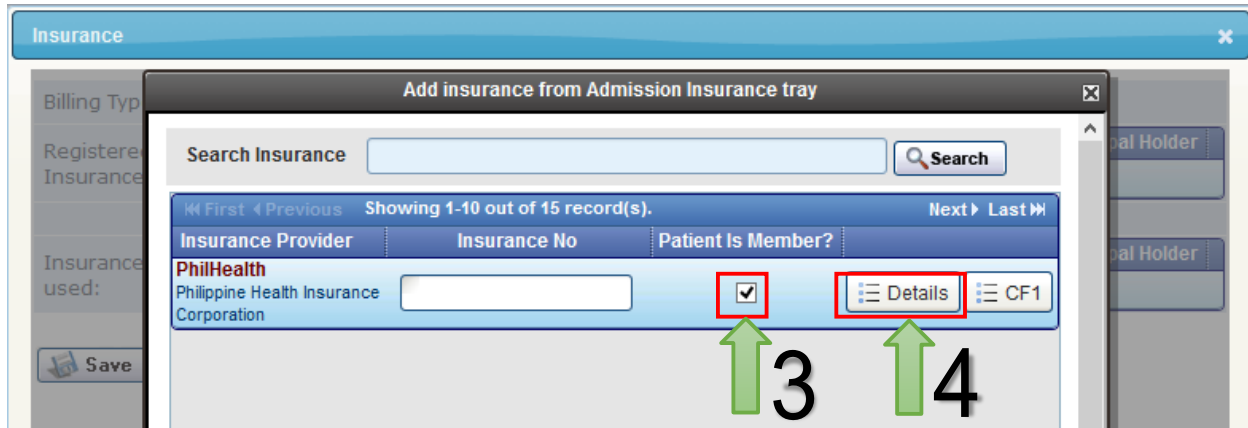 Insurance
Add insurance from Admission Insurance tray
Billing Typ
Search Insurance
Search
Registere
Insurance
pal Holder
First Previous Showing 1-10 out of 15 record(s). Next Last
Insurance Provider Insurance No Patient Is Member?
PhilHealth
Philippine Health Insurance
Corporation
Details CF1
Insurance
used:
pal Holder
Save
3 4